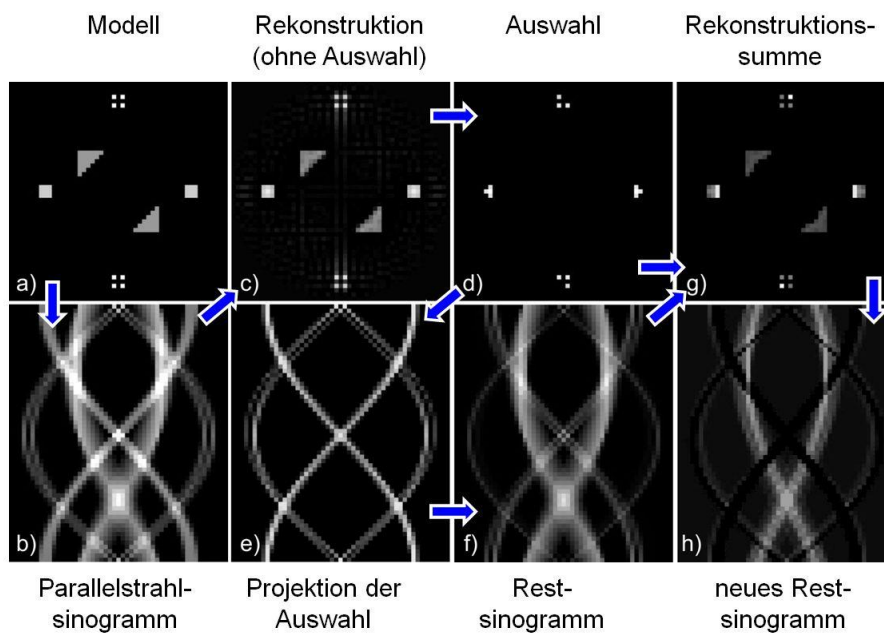 Modell
Rekonstruktion
(ohne Auswahl)
Auswahl
Rekonstruktions-
summe
a)
c)
d)
g)
b)
e)
f)
h)
Parallelstrahl-
sinogramm
Projektion der
Auswahl
Rest-
sinogramm
neues Rest-
sinogramm